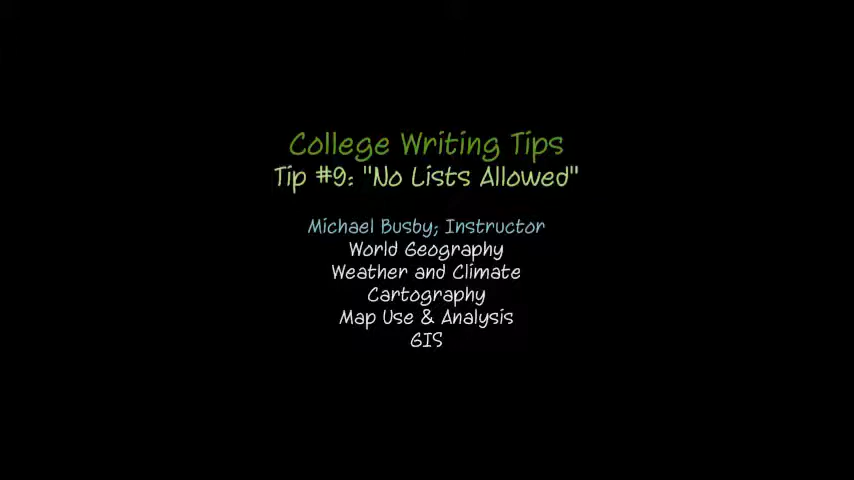 College Writing Tips
Tip #9: "No Lists Allowed"
Michael Busby; Instructor
World Geography
Weather and Climate
Cartography
Map Use & Analysis
GIS